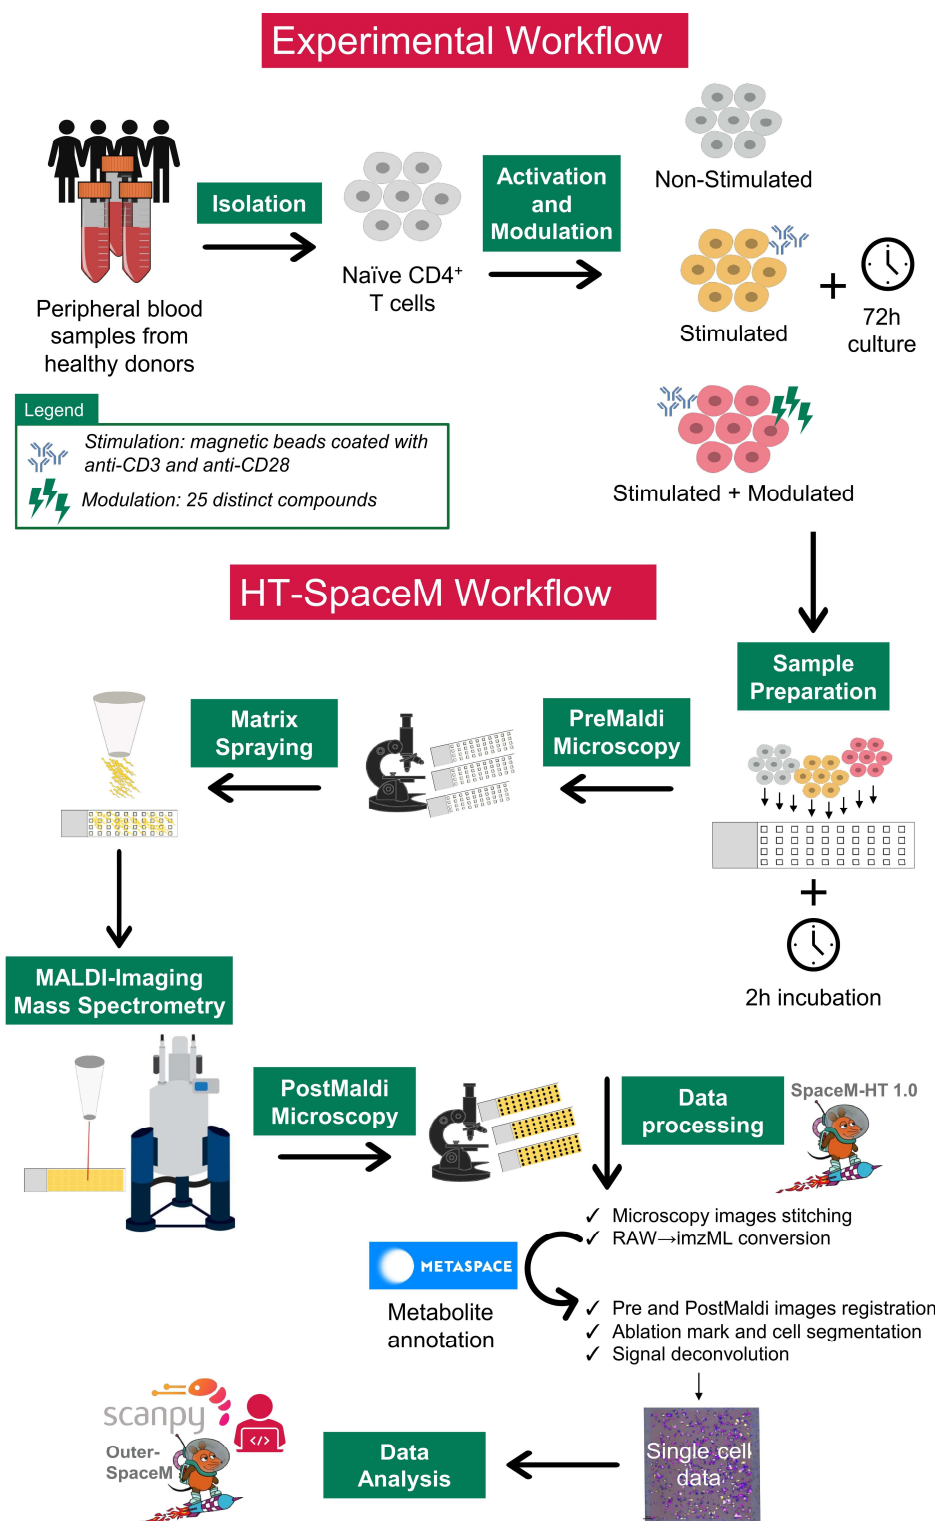 Experimental Workflow
Isolation
Activation
and
Modulation
Non-Stimulated
Naïve CD4⁺
T cells
Peripheral blood
samples from
healthy donors
Stimulated
+
72h
culture
Legend
Stimulation: magnetic beads coated with
anti-CD3 and anti-CD28
Modulation: 25 distinct compounds
Stimulated + Modulated
HT-SpaceM Workflow
Sample
Preparation
PreMaldi
Microscopy
Matrix
Spraying
+
2h incubation
MALDI-Imaging
Mass Spectrometry
PostMaldi
Microscopy
Data
processing
SpaceM-HT 1.0
✓ Microscopy images stitching
✓ RAW→imzML conversion
METASPACE
Metabolite
annotation
✓ Pre and PostMaldi images registration
✓ Ablation mark and cell segmentation
✓ Signal deconvolution
Single cell
data
Data
Analysis
scanpy
</>
Outer-
SpaceM